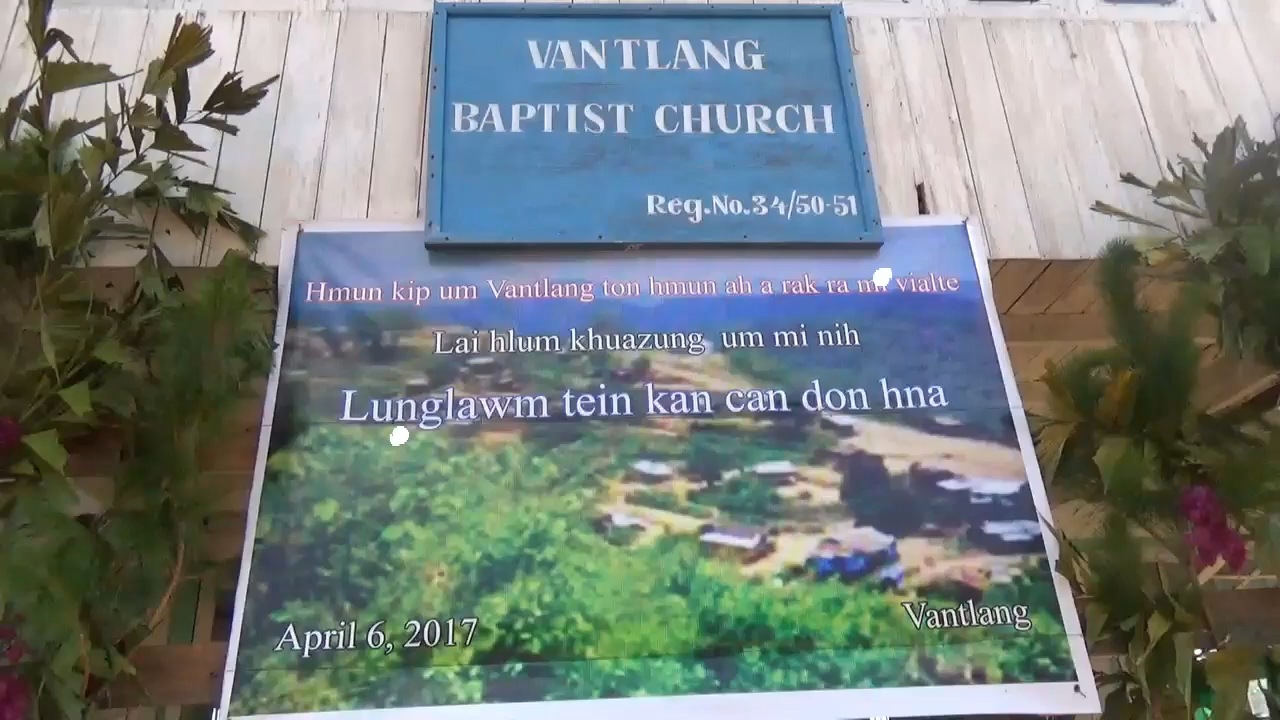 VANTLANG
BAPTIST CHURCH
Reg.No.34/50-51
Hmun kip um Vantlang ton hmun ah a rak ra mi vialte
Lai hlum khuazung um mi nih
Lunglawm tein kan can don hna
April 6, 2017
Vantlang